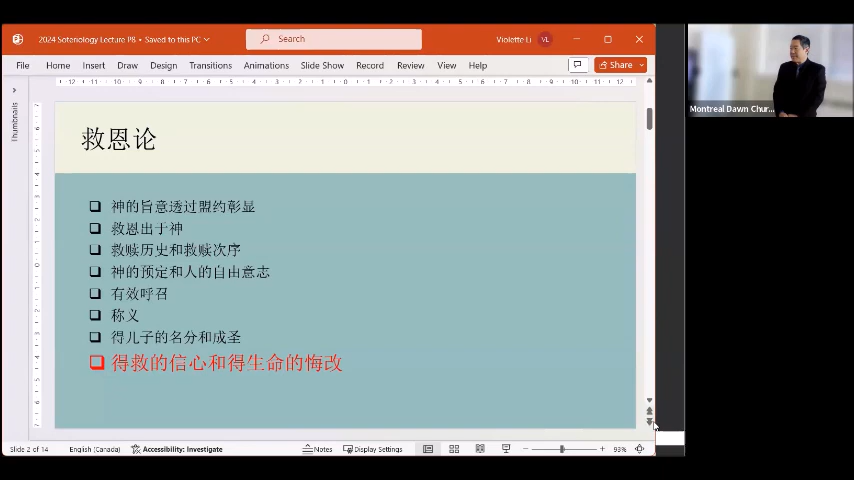 2024 Soteriology Lecture P8 • Saved to this PC
Search
Violette Li
VL
File Home Insert Draw Design Transitions Animations Slide Show Record Review View Help
Share
Thumbnails
救恩论
神的旨意透过盟约彰显
救恩出于神
救赎历史和救赎次序
神的预定和人的自由意志
有效呼召
称义
得儿子的名分和成圣
得救的信心和得生命的悔改
Slide 2 of 14
English (Canada)
Accessibility: Investigate
Notes
Display Settings
93%
Montreal Dawn Chur...